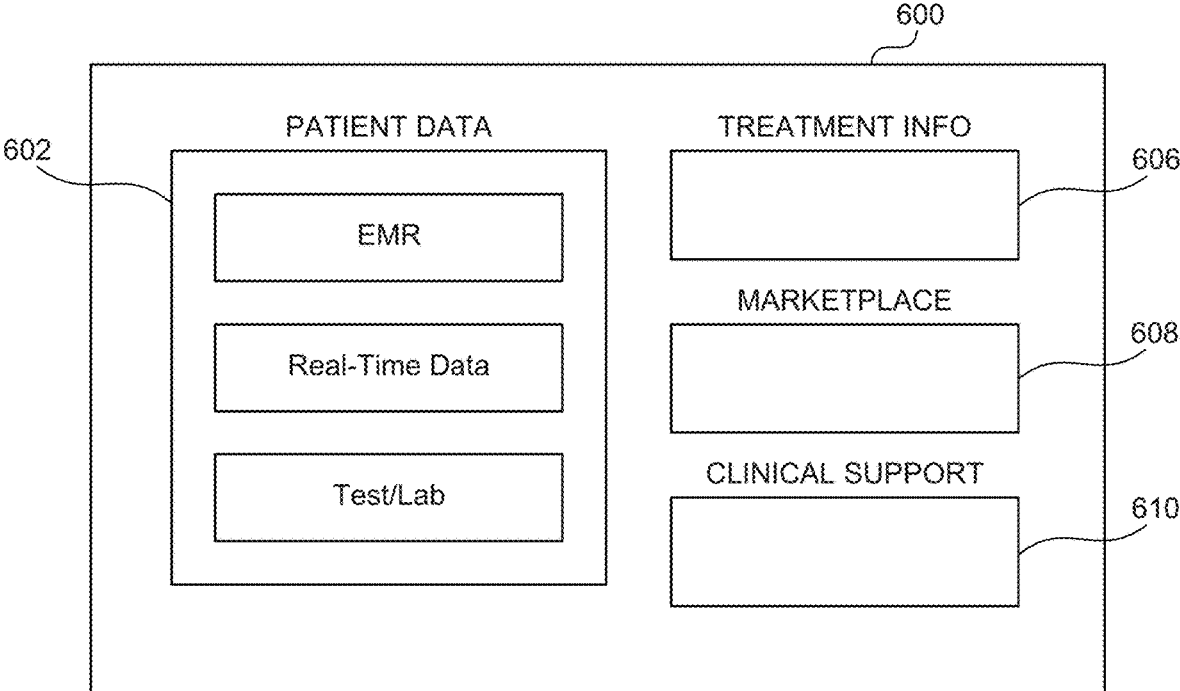 600
PATIENT DATA
602
EMR
Real-Time Data
Test/Lab
TREATMENT INFO
606
MARKETPLACE
608
CLINICAL SUPPORT
610